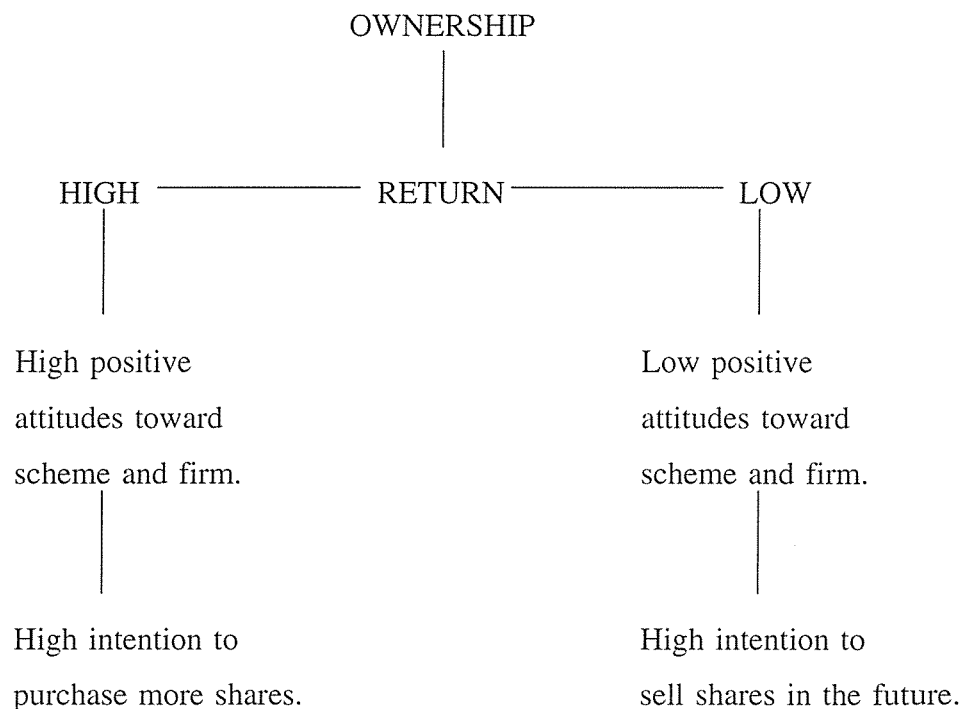 OWNERSHIP
HIGH RETURN LOW
High positive
attitudes toward
scheme and firm.
Low positive
attitudes toward
scheme and firm.
High intention to
purchase more shares.
High intention to
sell shares in the future.